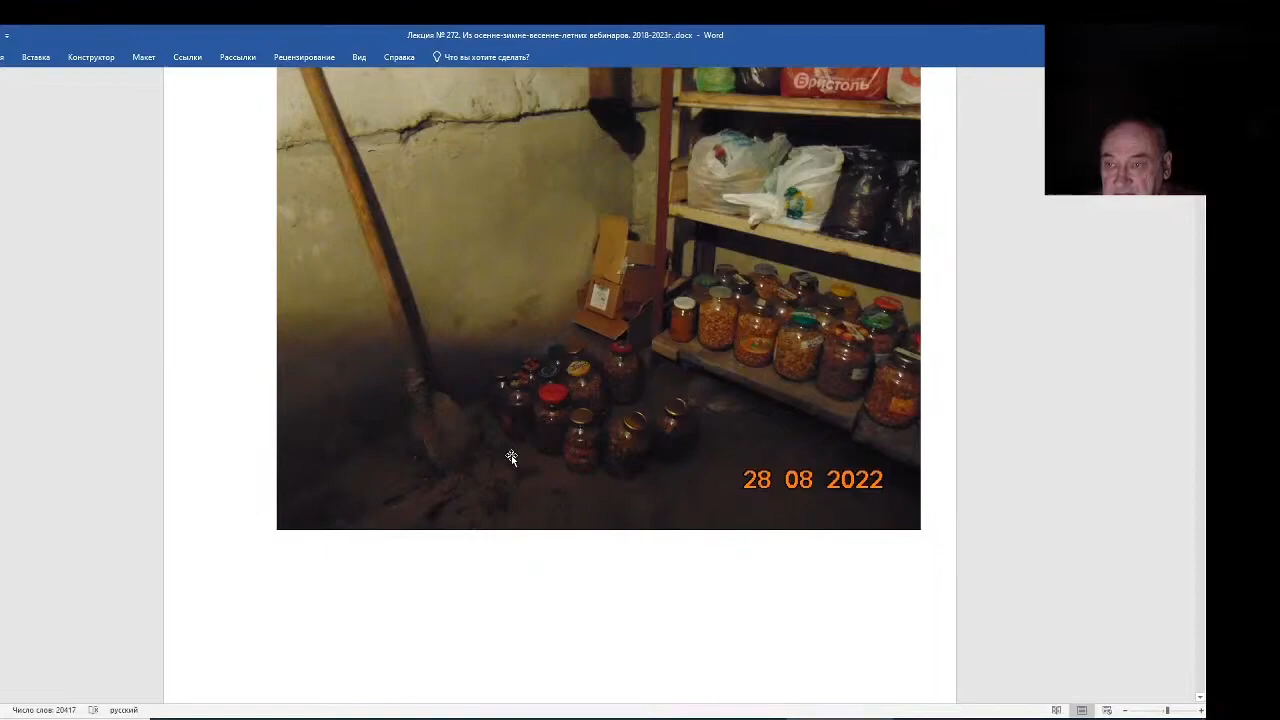 Лекция № 272. Из осенне-зимне-весенне-летних вебинаров. 2018-2023г..docx - Word
я Вставка Конструктор Макет Ссылки Рассылки Рецензирование Вид Справка Что вы хотите сделать?
Бристоль
28 08 2022
Число слов: 20417 русский